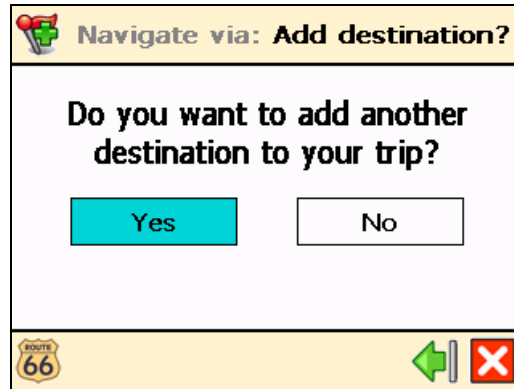 Navigate via: Add destination?
Do you want to add another
destination to your trip?
Yes No
ROUTE
66